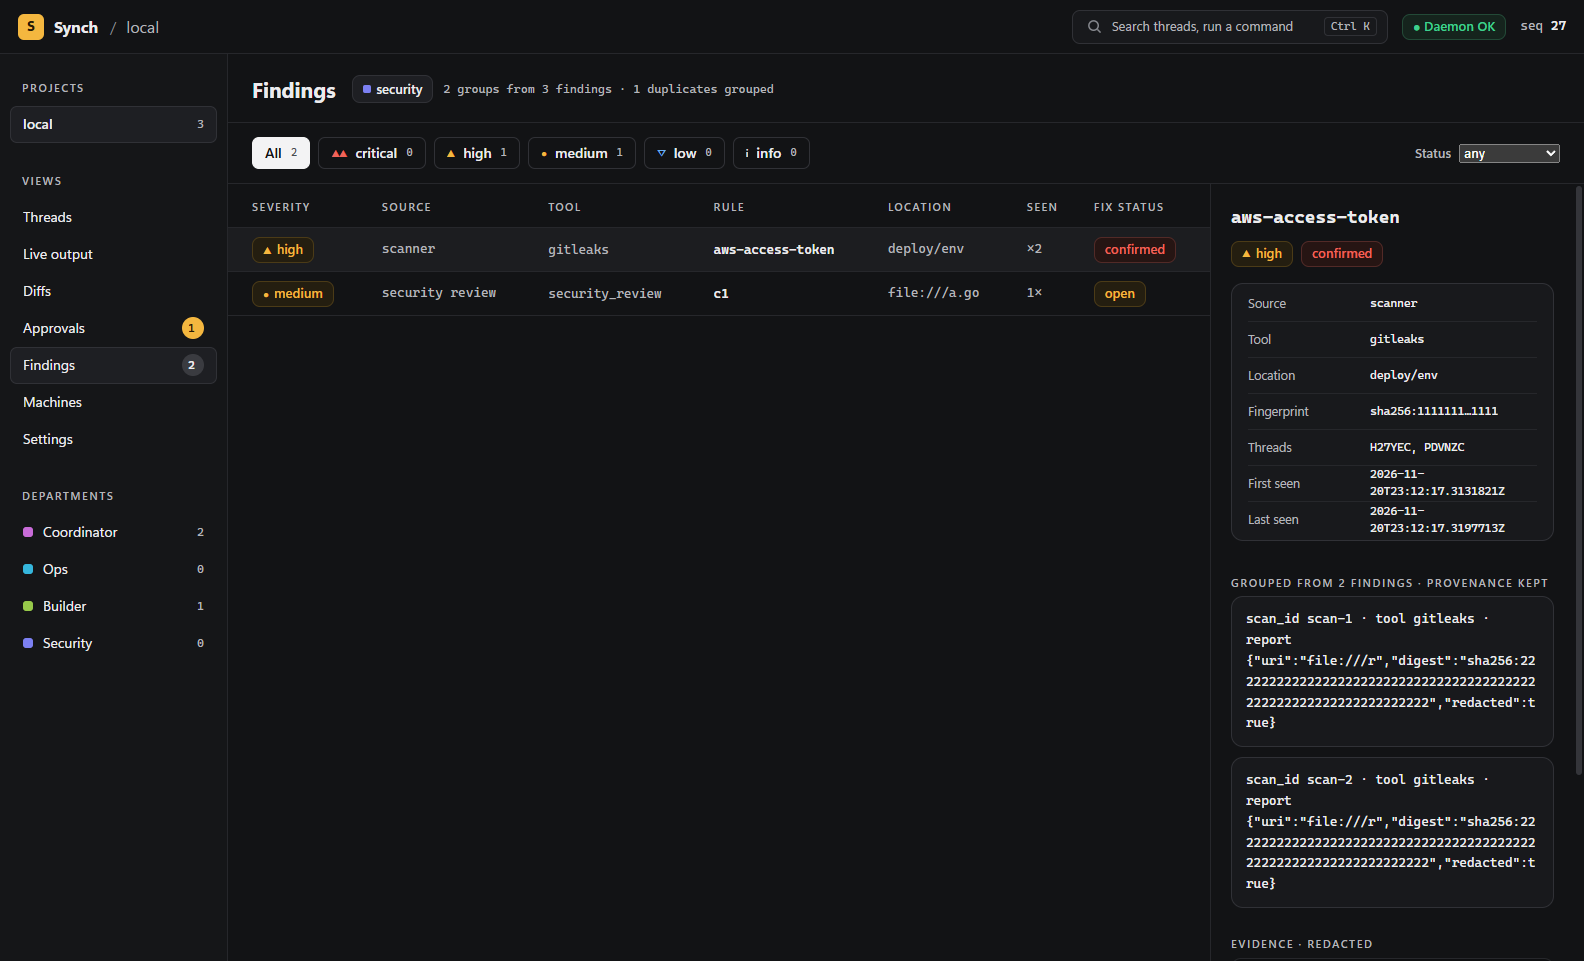 S Synch / local
Search threads, run a command Ctrl K
Daemon OK
seq 27
PROJECTS
local 3
VIEWS
Threads
Live output
Diffs
Approvals 1
Findings 2
Machines
Settings
DEPARTMENTS
Coordinator 2
Ops 0
Builder 1
Security 0
Findings security 2 groups from 3 findings · 1 duplicates grouped
All 2 critical 0 high 1 medium 1 low 0 i info 0
Status any
SEVERITY SOURCE TOOL RULE LOCATION SEEN FIX STATUS
high scanner gitleaks aws-access-token deploy/env ×2 confirmed
medium security review security_review c1 file:///a.go 1× open
aws-access-token
high confirmed
Source scanner
Tool gitleaks
Location deploy/env
Fingerprint sha256:1111111…1111
Threads H27YEC, PDVNZC
First seen 2026-11-
20T23:12:17.3131821Z
Last seen 2026-11-
20T23:12:17.3197713Z
GROUPED FROM 2 FINDINGS · PROVENANCE KEPT
scan_id scan-1 · tool gitleaks ·
report
{"uri":"file:///r","digest":"sha256:22
22222222222222222222222222222222222222
222222222222222222222222","redacted":t
rue}
scan_id scan-2 · tool gitleaks ·
report
{"uri":"file:///r","digest":"sha256:22
22222222222222222222222222222222222222
222222222222222222222222","redacted":t
rue}
EVIDENCE · REDACTED